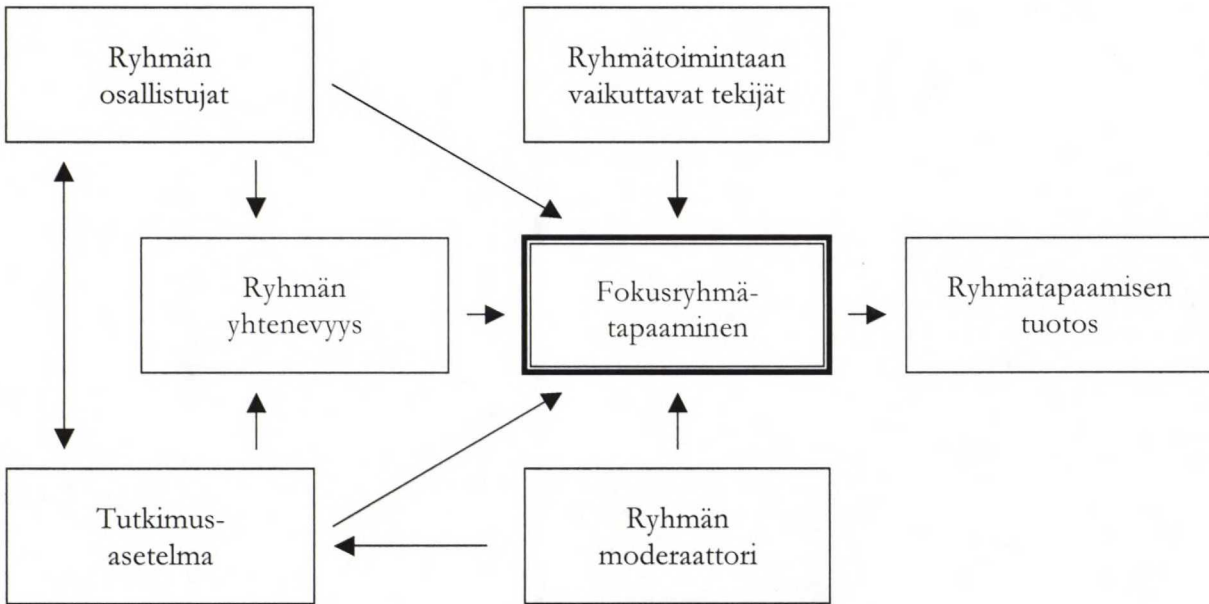 Ryhmän
osallistujat
Ryhmätoimintaan
vaikuttavat tekijät
Ryhmän
yhtenevyys
Fokusryhmä-
tapaaminen
Ryhmätapaamisen
tuotos
Tutkimus-
asetelma
Ryhmän
moderaattori